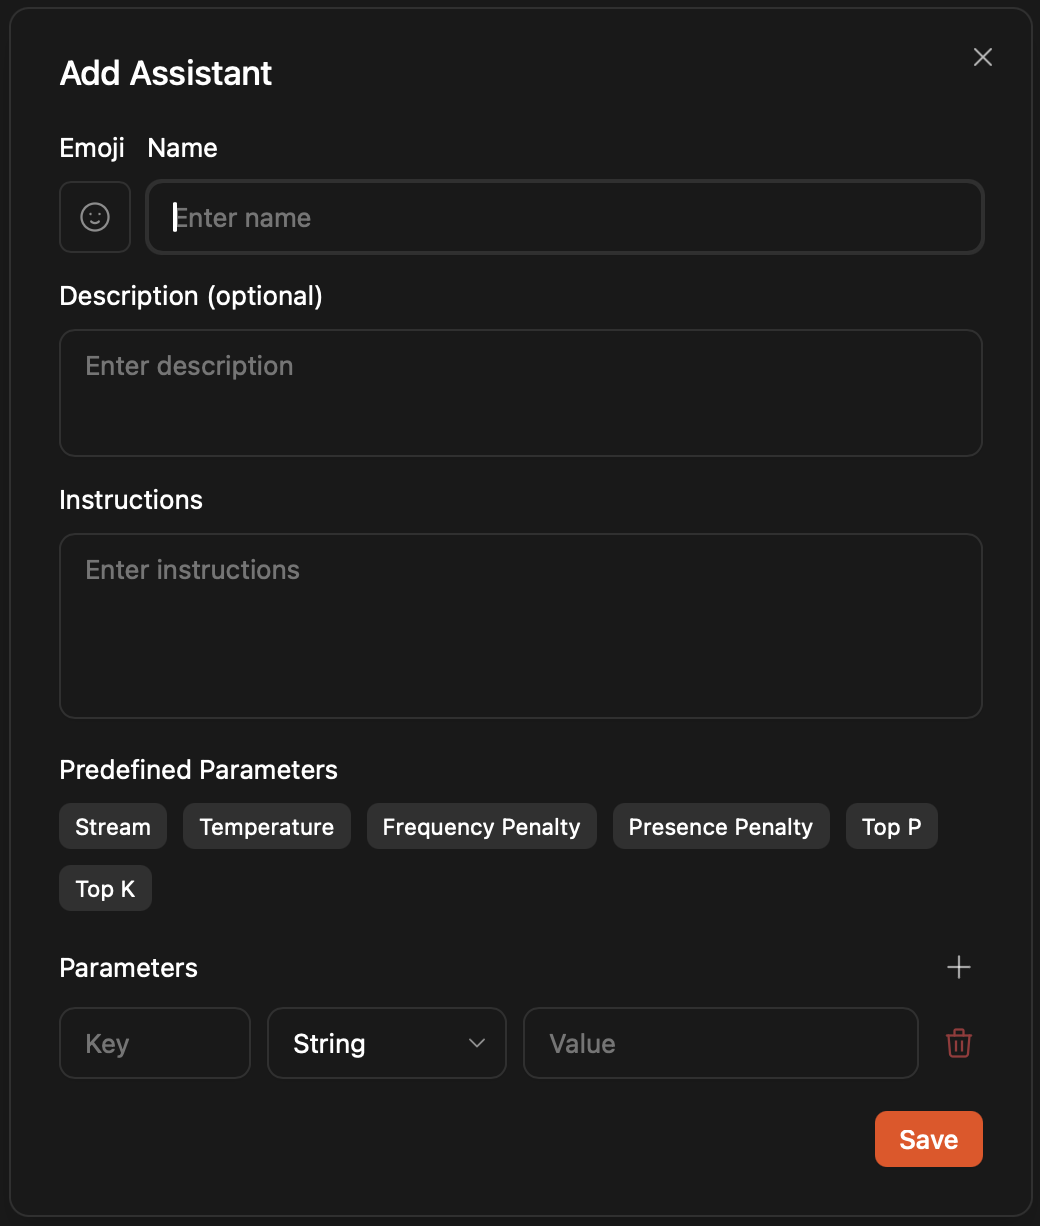 Add Assistant
Emoji Name
Enter name
Description (optional)
Enter description
Instructions
Enter instructions
Predefined Parameters
Stream Temperature Frequency Penalty Presence Penalty Top P
Top K
Parameters
Key String Value
Save